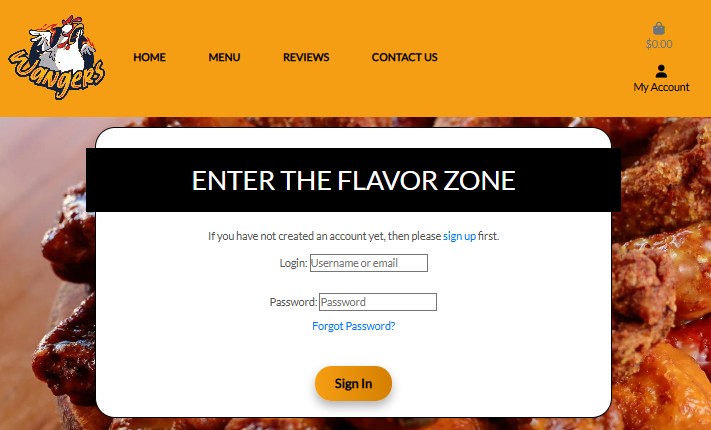 Wangers
HOME MENU REVIEWS CONTACT US
$0.00
My Account
ENTER THE FLAVOR ZONE
If you have not created an account yet, then please sign up first.
Login: Username or email
Password: Password
Forgot Password?
Sign In